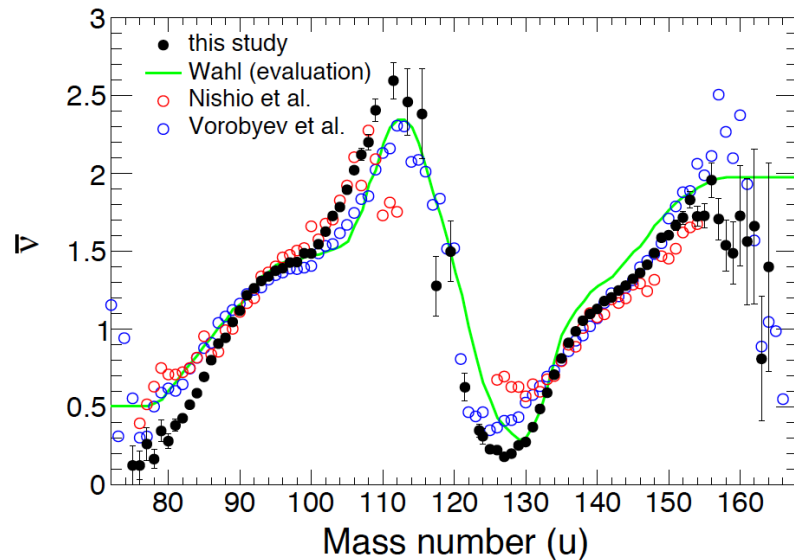 3
2.5
2
1.5
1
0.5
0
ν̄
this study
Wahl (evaluation)
Nishio et al.
Vorobyev et al.
80 90 100 110 120 130 140 150 160
Mass number (u)